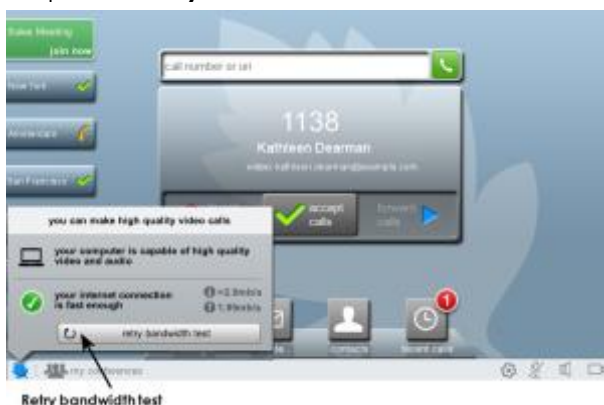 Sales Meeting
join now
New York
Amsterdam
San Francisco
call number or uri
1138
Kathleen Dearman
accept
calls
forward
calls
you can make high quality video calls
your computer is capable of high quality
video and audio
your internet connection
is fast enough
retry bandwidth test
contacts
recent calls
1
my conferences
Retry bandwidth test